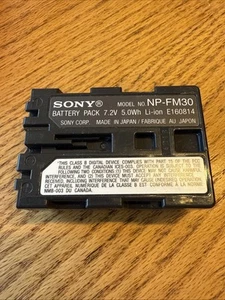 SONY® MODEL NO. NP-FM30
BATTERY PACK 7.2V 5.0Wh Li-ion E160814
SONY CORP. MADE IN JAPAN / FABRIQUÉ AU JAPON
THIS CLASS B DIGITAL DEVICE COMPLIES WITH PART 15 OF THE FCC
RULES AND THE CANADIAN ICES-003. OPERATION IS SUBJECT TO THE
FOLLOWING TWO CONDITIONS: (1) THIS DEVICE MAY NOT CAUSE HARMFUL
INTERFERENCE, AND (2) THIS DEVICE MUST ACCEPT ANY INTERFERENCE
RECEIVED, INCLUDING INTERFERENCE THAT MAY CAUSE UNDESIRED OPERATION.
CET APPAREIL NUMÉRIQUE DE LA CLASSE B EST CONFORME À LA NORME
NMB-003 DU CANADA.